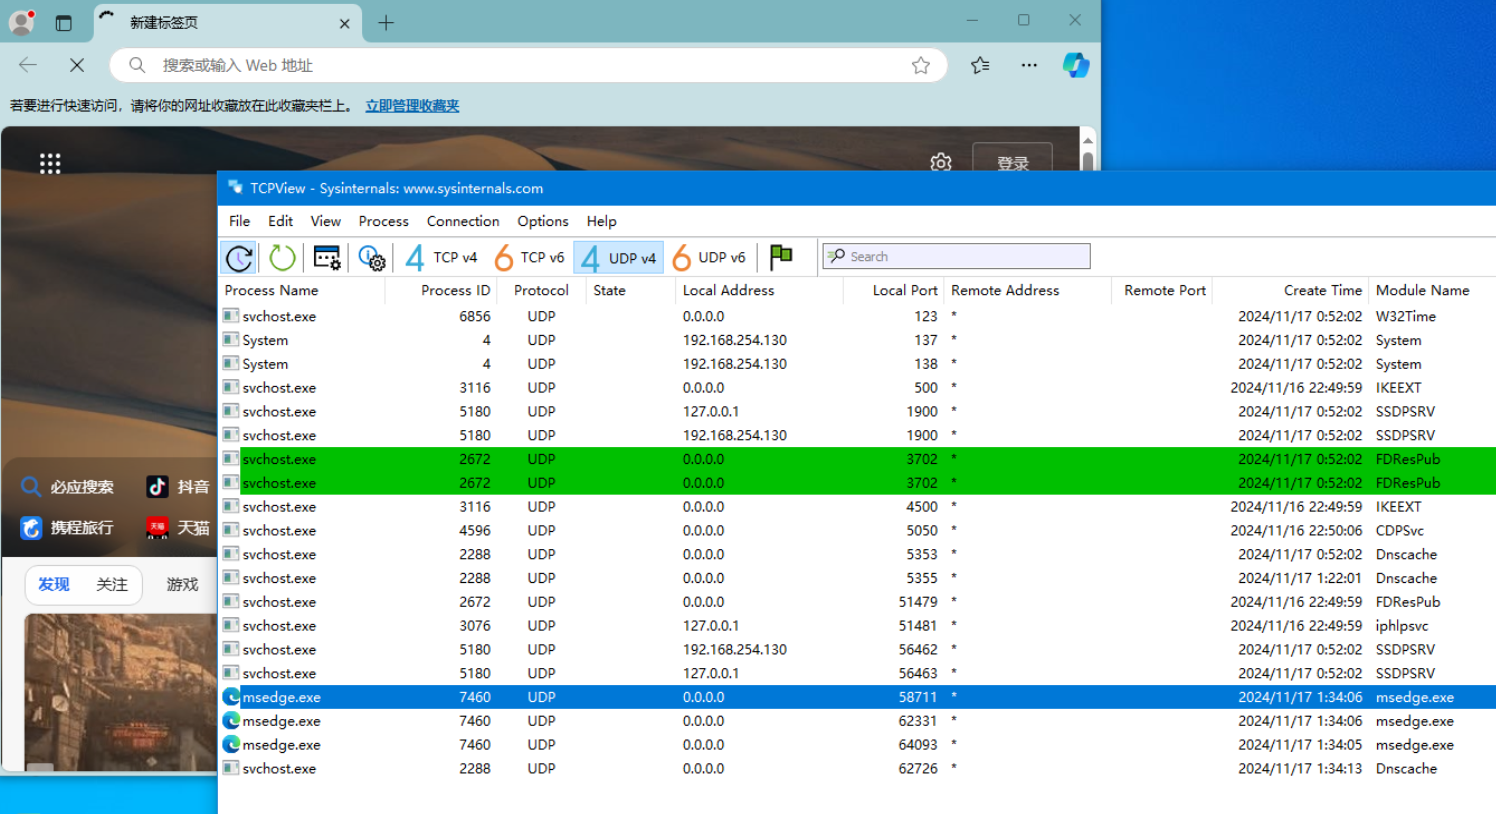 新建标签页
搜索或输入 Web 地址
若要进行快速访问，请将你的网址收藏放在此收藏夹栏上。 立即管理收藏夹
登录
TCPView - Sysinternals: www.sysinternals.com
File Edit View Process Connection Options Help
4 TCP v4 6 TCP v6 4 UDP v4 6 UDP v6 Search
Process Name Process ID Protocol State Local Address Local Port Remote Address Remote Port Create Time Module Name
svchost.exe 6856 UDP 0.0.0.0 123 * 2024/11/17 0:52:02 W32Time
System 4 UDP 192.168.254.130 137 * 2024/11/17 0:52:02 System
System 4 UDP 192.168.254.130 138 * 2024/11/17 0:52:02 System
svchost.exe 3116 UDP 0.0.0.0 500 * 2024/11/16 22:49:59 IKEEXT
svchost.exe 5180 UDP 127.0.0.1 1900 * 2024/11/17 0:52:02 SSDPSRV
svchost.exe 5180 UDP 192.168.254.130 1900 * 2024/11/17 0:52:02 SSDPSRV
svchost.exe 2672 UDP 0.0.0.0 3702 * 2024/11/17 0:52:02 FDResPub
svchost.exe 2672 UDP 0.0.0.0 3702 * 2024/11/17 0:52:02 FDResPub
svchost.exe 3116 UDP 0.0.0.0 4500 * 2024/11/16 22:49:59 IKEEXT
svchost.exe 4596 UDP 0.0.0.0 5050 * 2024/11/16 22:50:06 CDPSvc
svchost.exe 2288 UDP 0.0.0.0 5353 * 2024/11/17 0:52:02 Dnscache
svchost.exe 2288 UDP 0.0.0.0 5355 * 2024/11/17 1:22:01 Dnscache
svchost.exe 2672 UDP 0.0.0.0 51479 * 2024/11/16 22:49:59 FDResPub
svchost.exe 3076 UDP 127.0.0.1 51481 * 2024/11/16 22:49:59 iphlpsvc
svchost.exe 5180 UDP 192.168.254.130 56462 * 2024/11/17 0:52:02 SSDPSRV
svchost.exe 5180 UDP 127.0.0.1 56463 * 2024/11/17 0:52:02 SSDPSRV
msedge.exe 7460 UDP 0.0.0.0 58711 * 2024/11/17 1:34:06 msedge.exe
msedge.exe 7460 UDP 0.0.0.0 62331 * 2024/11/17 1:34:06 msedge.exe
msedge.exe 7460 UDP 0.0.0.0 64093 * 2024/11/17 1:34:05 msedge.exe
svchost.exe 2288 UDP 0.0.0.0 62726 * 2024/11/17 1:34:13 Dnscache
必应搜索 抖音
携程旅行 天猫 天猫
发现 关注 游戏